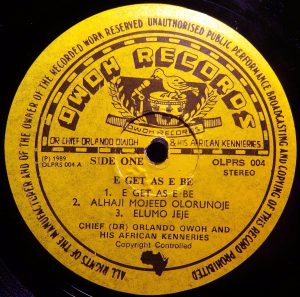 ALL RIGHTS OF THE MANUFACTURER AND OF THE OWNER OF THE RECORDED WORK RESERVED UNAUTHORISED PUBLIC PERFORMANCE BROADCASTING AND COPYING OF THIS RECORD PROHIBITED
OWOH RECORDS
OWOH RECORDS
DR CHIEF ORLANDO OWOH & HIS AFRICAN KENNERIES
(P) 1989
OLPRS 004 A
SIDE ONE
OLPRS 004
STEREO
E GET AS E BE
1. E GET AS E BE
2. ALHAJI MOJEED OLORUNOJE
3. ELUMO JEJE
CHIEF (DR) ORLANDO OWOH AND
HIS AFRICAN KENNERIES
Copyright Controlled